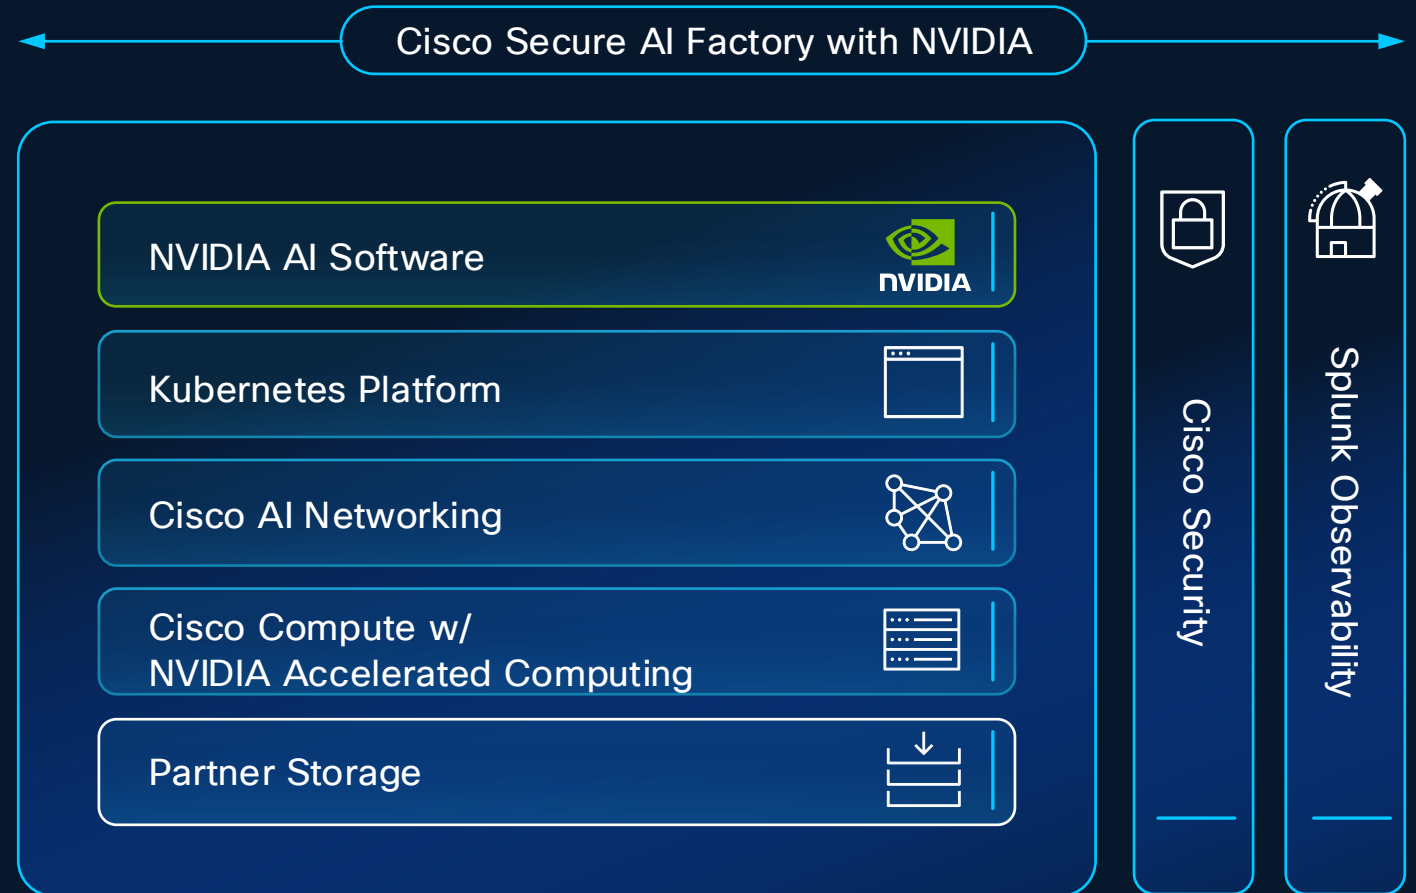 Cisco Secure AI Factory with NVIDIA
NVIDIA AI Software
NVIDIA
Kubernetes Platform
Cisco AI Networking
Cisco Compute w/
NVIDIA Accelerated Computing
Partner Storage
Cisco Security
Splunk Observability